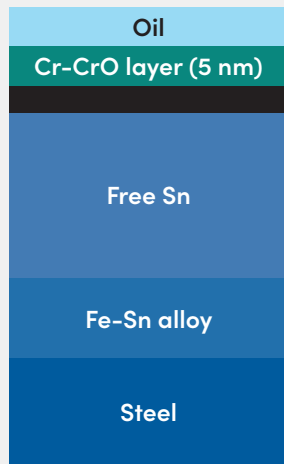 Oil
Cr-CrO layer (5 nm)
Free Sn
Fe-Sn alloy
Steel